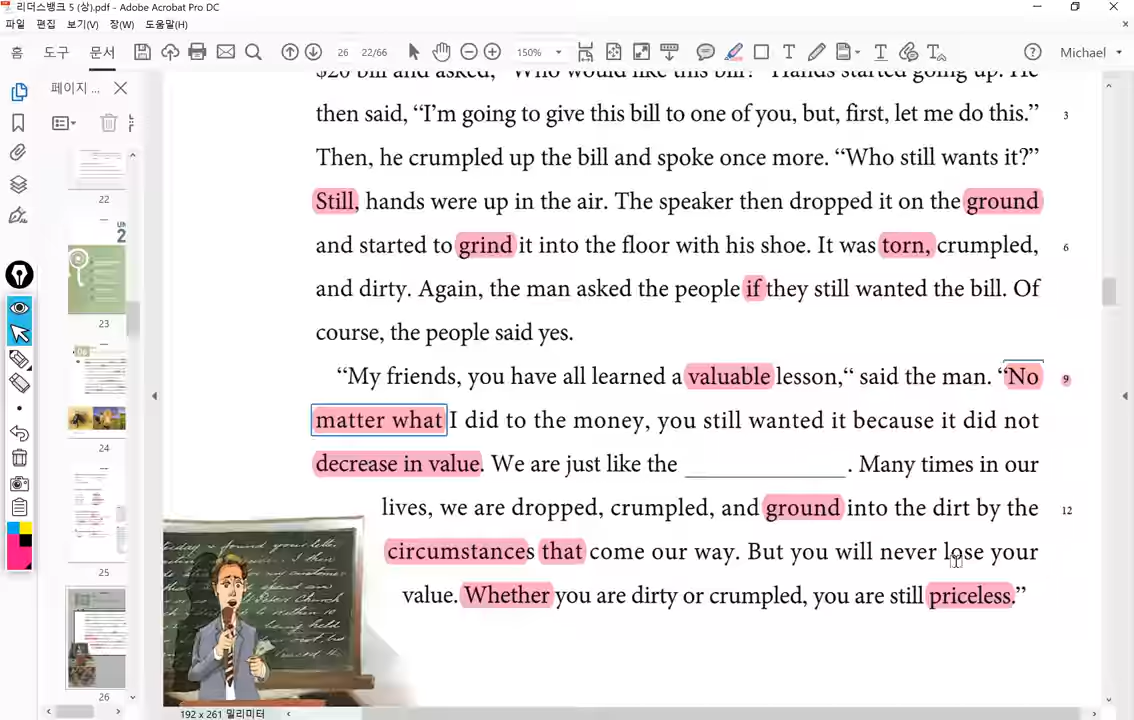 리더스뱅크 5 (상).pdf - Adobe Acrobat Pro DC
파일 편집 보기(V) 창(W) 도움말(H)
홈 도구 문서 26 22/66 150% Michael
페이지 ...
$20 bill and asked, “Who would like this bill?” Hands started going up. He
then said, “I’m going to give this bill to one of you, but, first, let me do this.” 3
Then, he crumpled up the bill and spoke once more. “Who still wants it?”
Still, hands were up in the air. The speaker then dropped it on the ground
and started to grind it into the floor with his shoe. It was torn, crumpled, 6
and dirty. Again, the man asked the people if they still wanted the bill. Of
course, the people said yes.
“My friends, you have all learned a valuable lesson,“ said the man. “No 9
matter what I did to the money, you still wanted it because it did not
decrease in value. We are just like the ____________. Many times in our
lives, we are dropped, crumpled, and ground into the dirt by the 12
circumstances that come our way. But you will never lose your
value. Whether you are dirty or crumpled, you are still priceless.”
22
2
23
24
25
26
192 x 261 밀리미터